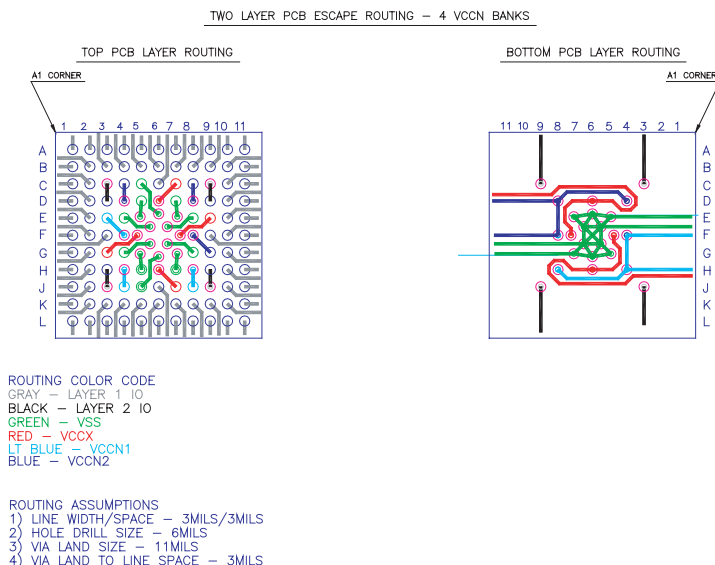 TWO LAYER PCB ESCAPE ROUTING – 4 VCCN BANKS
TOP PCB LAYER ROUTING
BOTTOM PCB LAYER ROUTING
A1 CORNER
A1 CORNER
1 2 3 4 5 6 7 8 9 10 11
11 10 9 8 7 6 5 4 3 2 1
A
B
C
D
E
F
G
H
J
K
L
A
B
C
D
E
F
G
H
J
K
L
ROUTING COLOR CODE
GRAY – LAYER 1 IO
BLACK – LAYER 2 IO
GREEN – VSS
RED – VCCX
LT BLUE – VCCN1
BLUE – VCCN2
ROUTING ASSUMPTIONS
1) LINE WIDTH/SPACE – 3MILS/3MILS
2) HOLE DRILL SIZE – 6MILS
3) VIA LAND SIZE – 11MILS
4) VIA LAND TO LINE SPACE – 3MILS